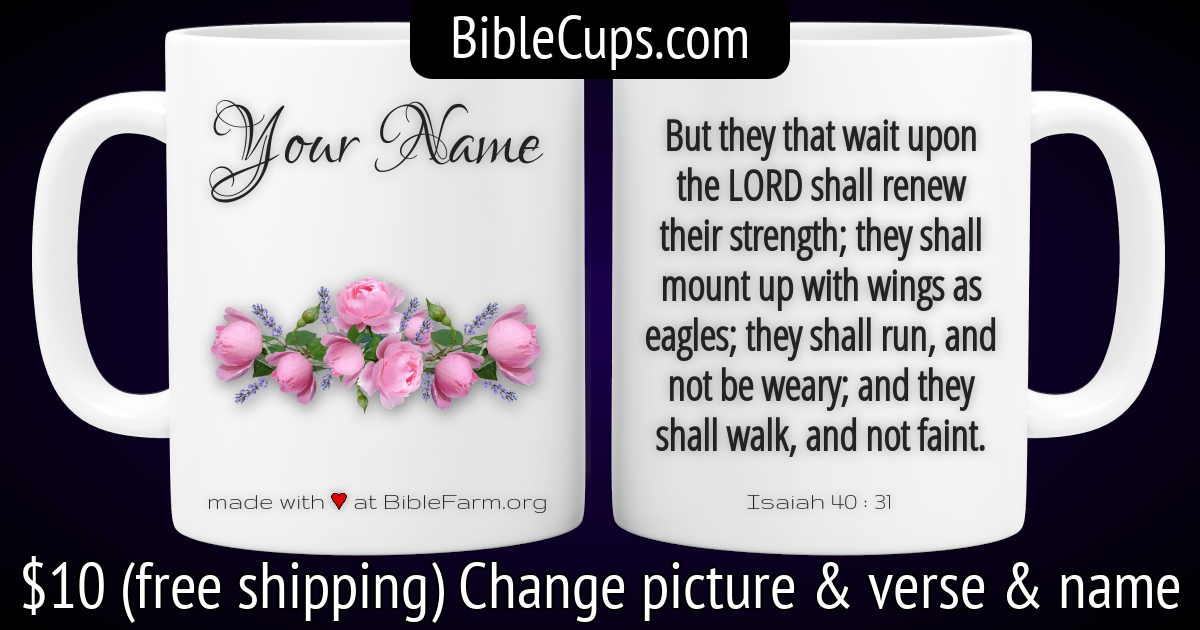 BibleCups.com
Your Name
made with ♥ at BibleFarm.org
But they that wait upon
the LORD shall renew
their strength; they shall
mount up with wings as
eagles; they shall run, and
not be weary; and they
shall walk, and not faint.
Isaiah 40 : 31
$10 (free shipping) Change picture & verse & name